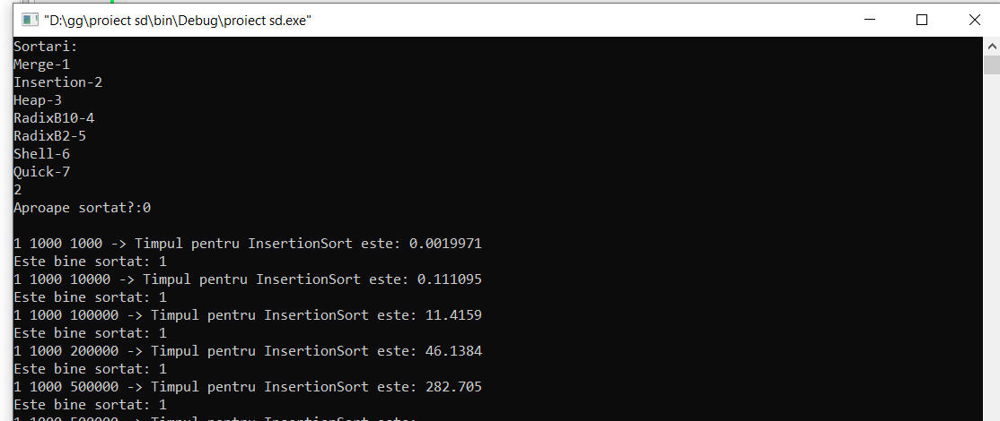 "D:\gg\proiect sd\bin\Debug\proiect sd.exe"
Sortari:
Merge-1
Insertion-2
Heap-3
RadixB10-4
RadixB2-5
Shell-6
Quick-7
2
Aproape sortat?:0
1 1000 1000 -> Timpul pentru InsertionSort este: 0.0019971
Este bine sortat: 1
1 1000 10000 -> Timpul pentru InsertionSort este: 0.111095
Este bine sortat: 1
1 1000 100000 -> Timpul pentru InsertionSort este: 11.4159
Este bine sortat: 1
1 1000 200000 -> Timpul pentru InsertionSort este: 46.1384
Este bine sortat: 1
1 1000 500000 -> Timpul pentru InsertionSort este: 282.705
Este bine sortat: 1
1 1000 500000 -> Timpul pentru InsertionSort este: